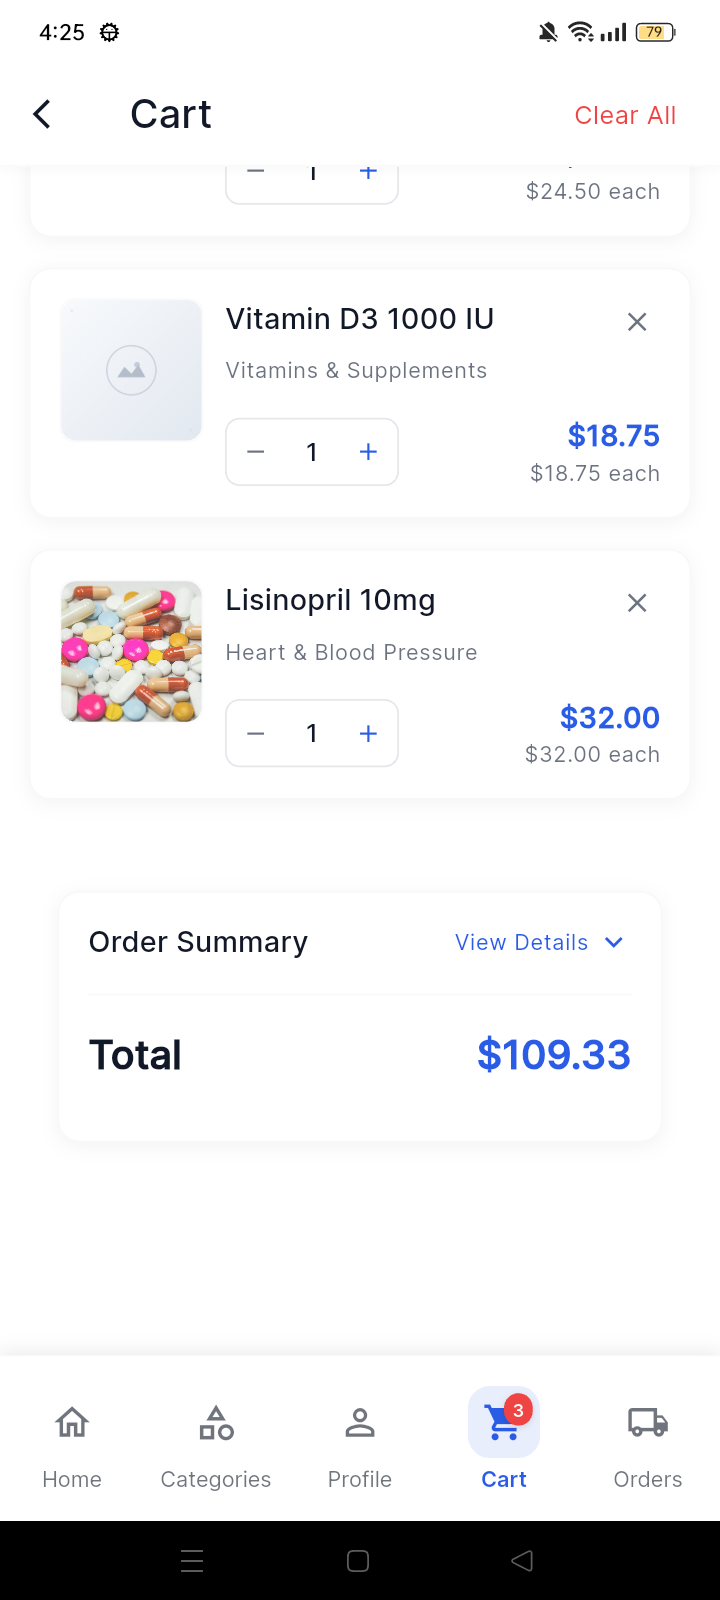 4:25
79
Cart
Clear All
1
$24.50 each
Vitamin D3 1000 IU
Vitamins & Supplements
1
$18.75
$18.75 each
Lisinopril 10mg
Heart & Blood Pressure
1
$32.00
$32.00 each
Order Summary
View Details
Total
$109.33
3
Home
Categories
Profile
Cart
Orders